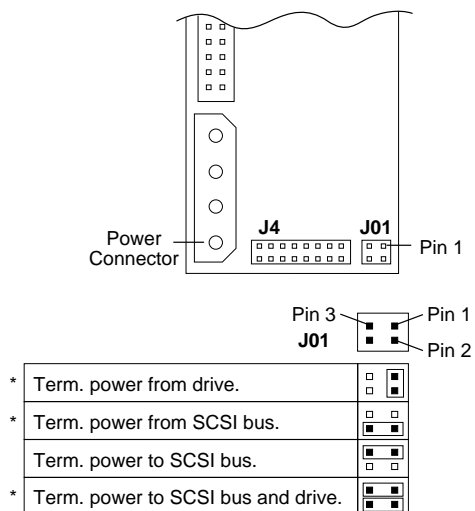 J4
J01
Power
Connector
Pin 1
Pin 3
Pin 1
J01
Pin 2
* Term. power from drive.
* Term. power from SCSI bus.
Term. power to SCSI bus.
* Term. power to SCSI bus and drive.